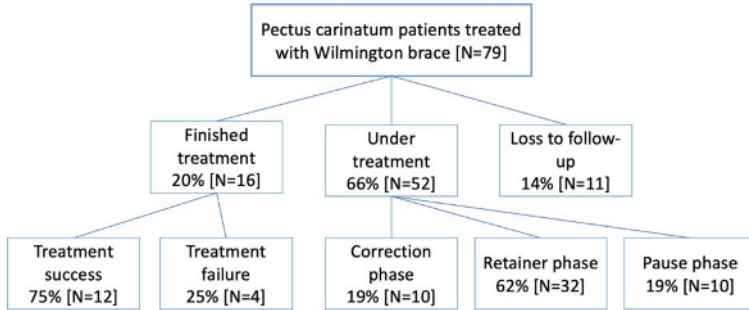 Pectus carinatum patients treated
with Wilmington brace [N=79]
Finished
treatment
20% [N=16]
Under
treatment
66% [N=52]
Loss to follow-
up
14% [N=11]
Treatment
success
75% [N=12]
Treatment
failure
25% [N=4]
Correction
phase
19% [N=10]
Retainer phase
62% [N=32]
Pause phase
19% [N=10]